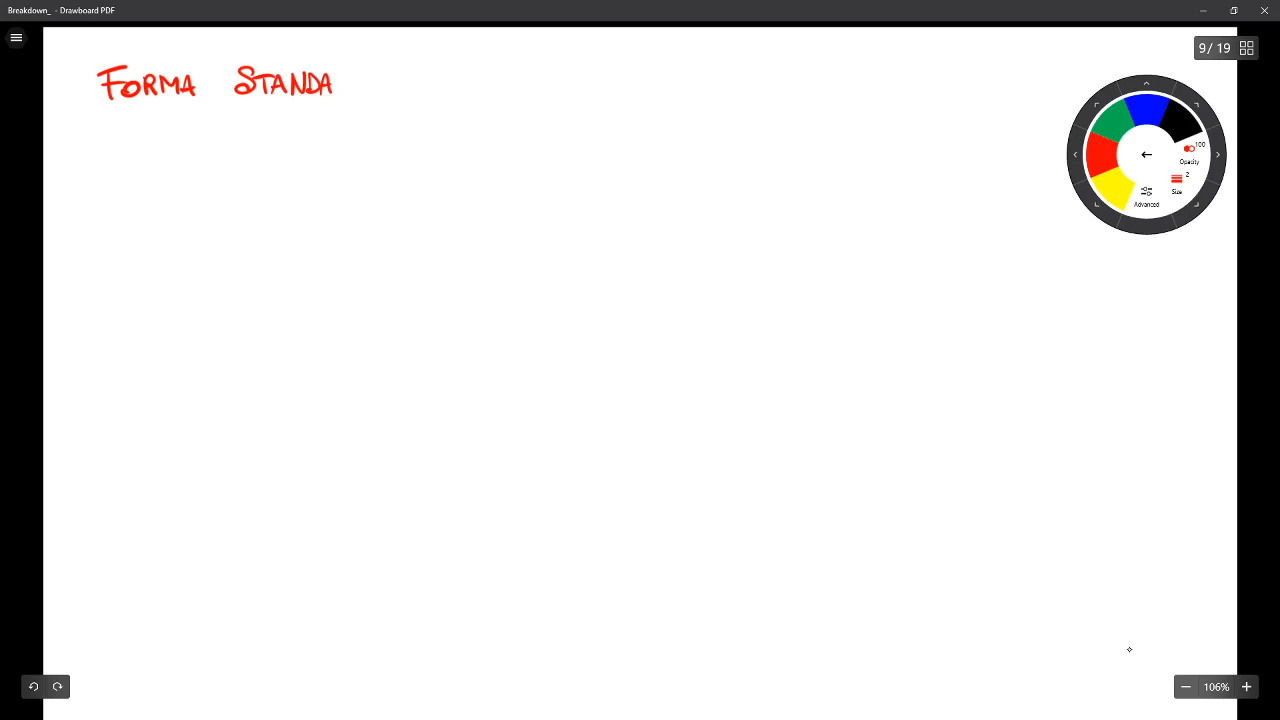 Breakdown_ - Drawboard PDF
9/ 19
FORMA STANDA
100
Opacity
2
Size
Advanced
106%